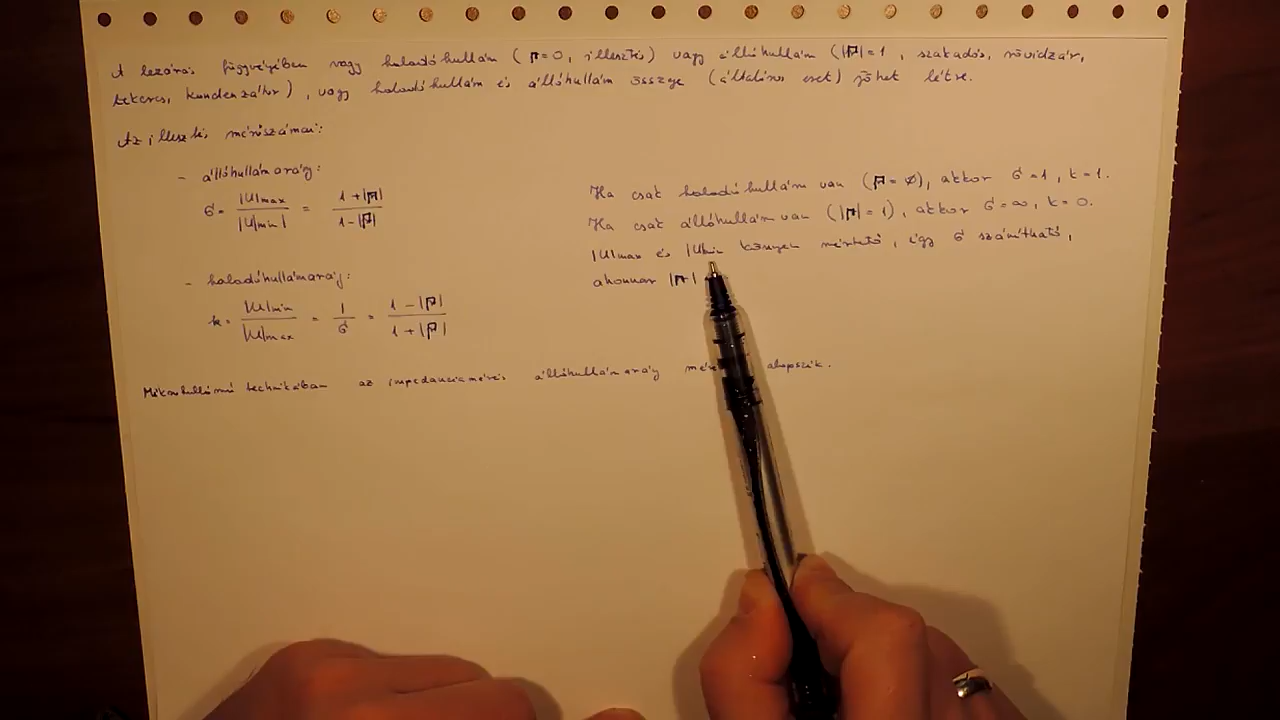 A lezárás függvényében vagy haladóhullám (Γ=0, illesztés) vagy állóhullám (|Γ|=1, szakadás, rövidzár,
tekercs, kondenzátor), vagy haladóhullám és állóhullám összege (általános eset) jöhet létre.
Az illesztés mérőszámai:
- állóhullámarány:
σ = |U|max / |U|min = 1+|Γ| / 1-|Γ|
- haladóhullámarány:
k = |U|min / |U|max = 1 / σ = 1-|Γ| / 1+|Γ|
Ha csak haladóhullám van (Γ=0), akkor σ=1, k=1.
Ha csak állóhullám van (|Γ|=1), akkor σ=∞, k=0.
|U|max és |U|min könnyen mérhető, így σ számítható,
ahonnan |Γ|
Mikrohullámú technikában az impedanciamérés állóhullámarány alapszik.